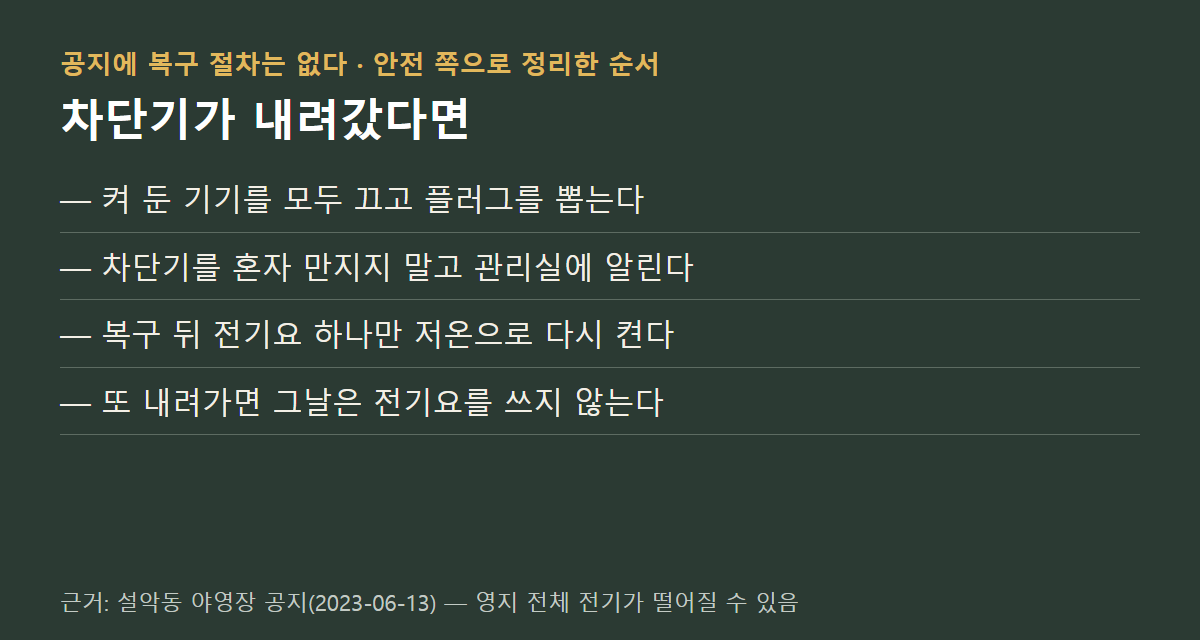 공지에 복구 절차는 없다 · 안전 쪽으로 정리한 순서
차단기가 내려갔다면
— 켜 둔 기기를 모두 끄고 플러그를 뽑는다
— 차단기를 혼자 만지지 말고 관리실에 알린다
— 복구 뒤 전기요 하나만 저온으로 다시 켠다
— 또 내려가면 그날은 전기요를 쓰지 않는다
근거: 설악동 야영장 공지(2023-06-13) — 영지 전체 전기가 떨어질 수 있음